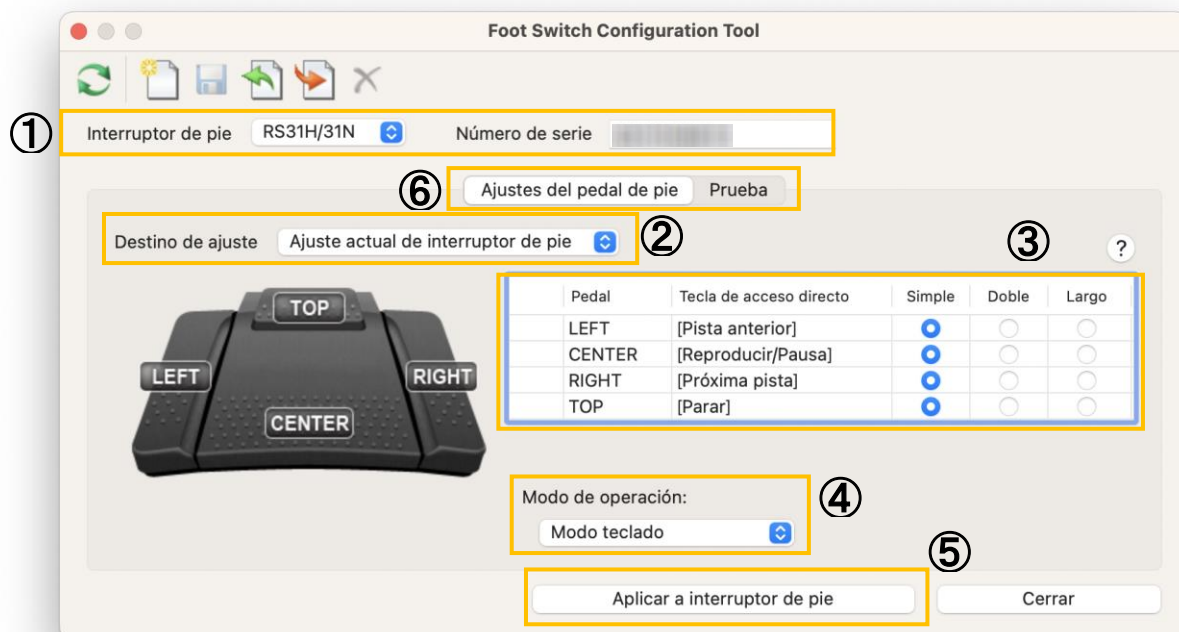 Foot Switch Configuration Tool
① Interruptor de pie RS31H/31N Número de serie
⑥ Ajustes del pedal de pie Prueba
Destino de ajuste Ajuste actual de interruptor de pie ② ③ ?
Pedal Tecla de acceso directo Simple Doble Largo
LEFT [Pista anterior]
CENTER [Reproducir/Pausa]
RIGHT [Próxima pista]
TOP [Parar]
TOP
LEFT RIGHT
CENTER
Modo de operación: ④
Modo teclado
⑤
Aplicar a interruptor de pie Cerrar